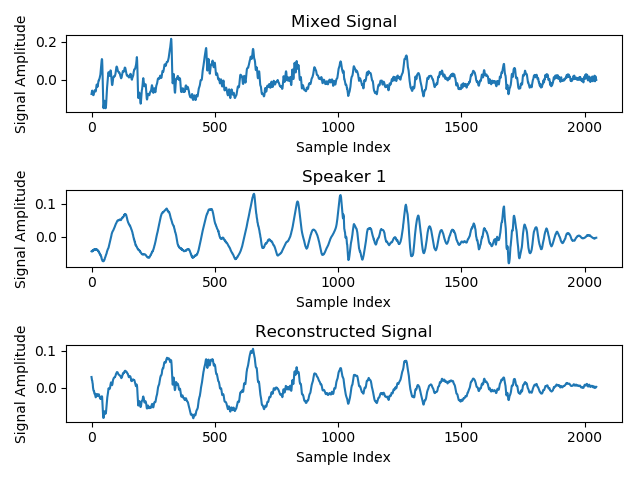 Mixed Signal
Signal Amplitude
0.2
0.0
0
500
1000
1500
2000
Sample Index
Speaker 1
Signal Amplitude
0.1
0.0
0
500
1000
1500
2000
Sample Index
Reconstructed Signal
Signal Amplitude
0.1
0.0
0
500
1000
1500
2000
Sample Index